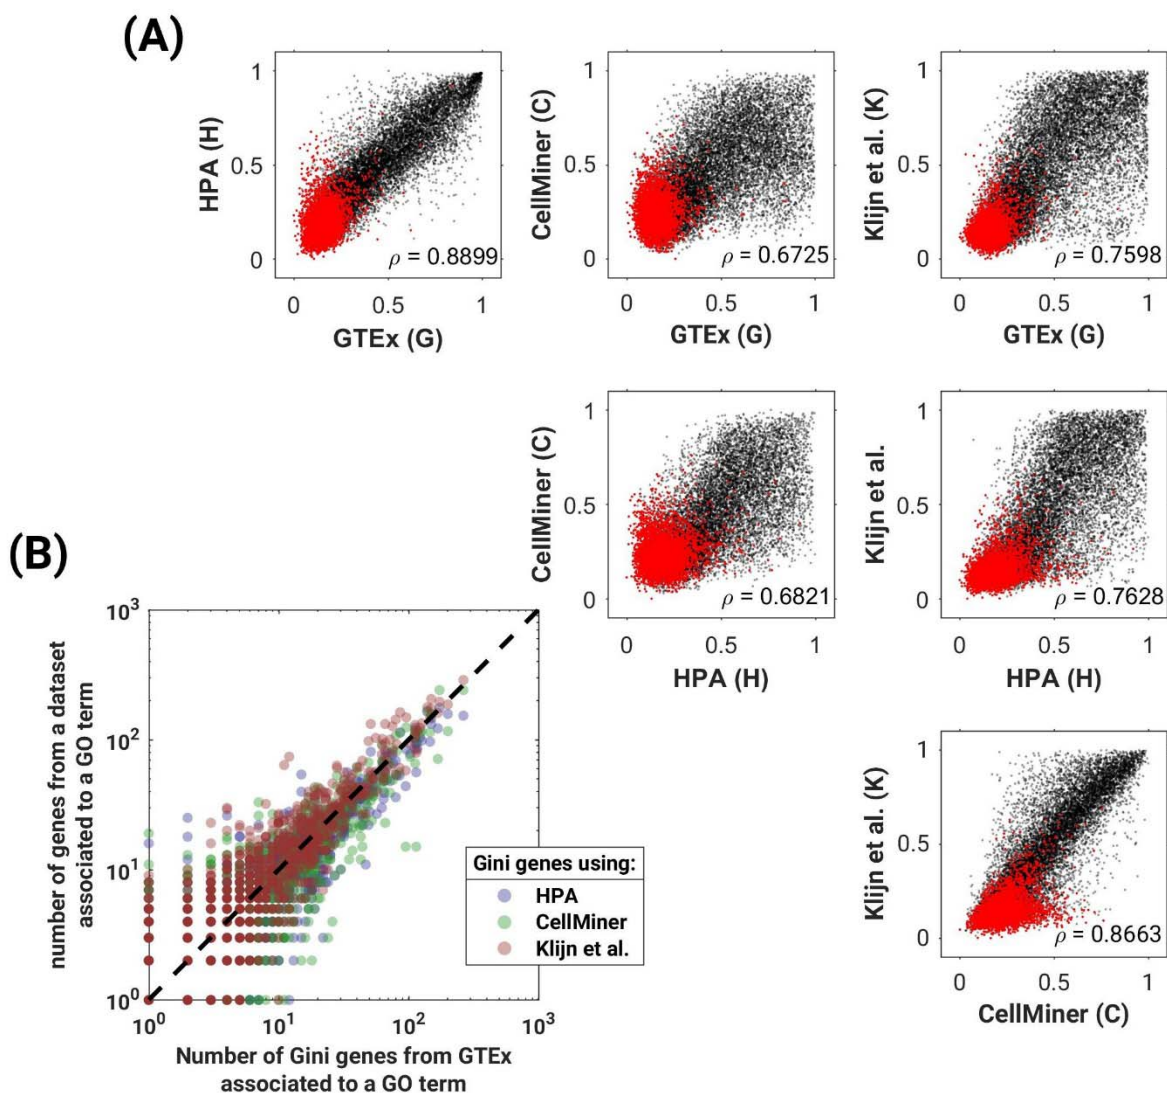 (A)
HPA (H)
1
0.5
0
ρ = 0.8899
0
0.5
1
GTEx (G)
CellMiner (C)
1
0.5
0
ρ = 0.6725
0
0.5
1
GTEx (G)
Klijn et al. (K)
1
0.5
0
ρ = 0.7598
0
0.5
1
GTEx (G)
CellMiner (C)
1
0.5
0
ρ = 0.6821
0
0.5
1
HPA (H)
Klijn et al.
1
0.5
0
ρ = 0.7628
0
0.5
1
HPA (H)
Klijn et al. (K)
1
0.5
0
ρ = 0.8663
0
0.5
1
CellMiner (C)
(B)
number of genes from a dataset
associated to a GO term
10³
10²
10¹
10⁰
10⁰
10¹
10²
10³
Number of Gini genes from GTEx
associated to a GO term
Gini genes using:
HPA
CellMiner
Klijn et al.